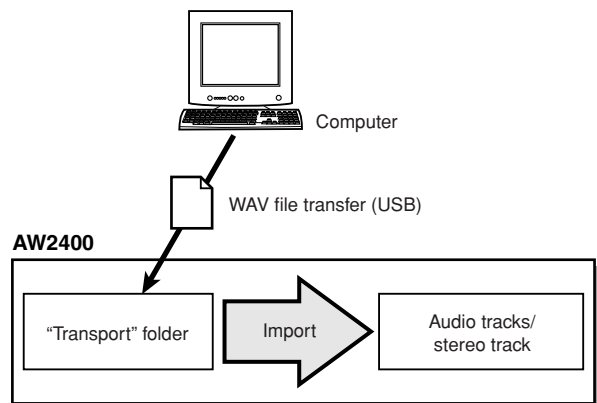 Computer
WAV file transfer (USB)
AW2400
“Transport” folder
Import
Audio tracks/
stereo track